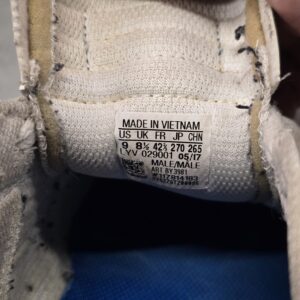 MADE IN VIETNAM
US UK FR JP CHN
9 8½ 42⅔ 270 265
LYV 029001 05/17
MALE/MALE
ART BY3981